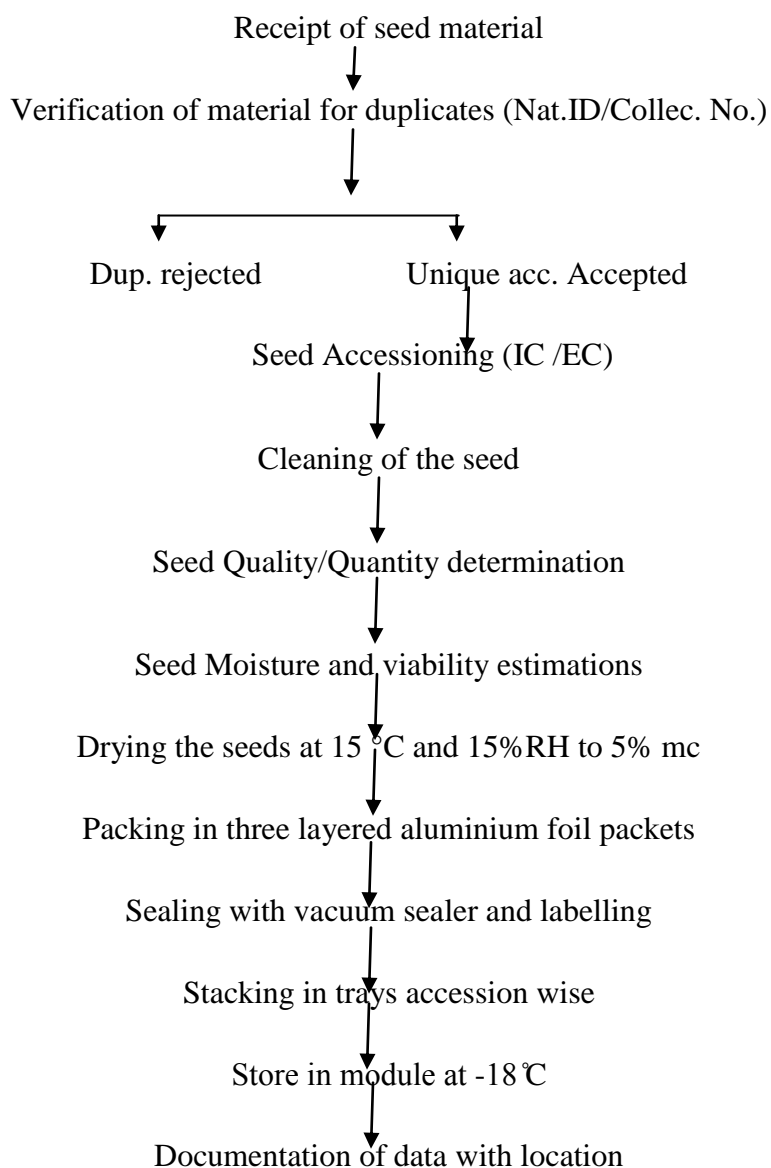 Receipt of seed material
Verification of material for duplicates (Nat.ID/Collec. No.)
Dup. rejected
Unique acc. Accepted
Seed Accessioning (IC /EC)
Cleaning of the seed
Seed Quality/Quantity determination
Seed Moisture and viability estimations
Drying the seeds at 15 °C and 15%RH to 5% mc
Packing in three layered aluminium foil packets
Sealing with vacuum sealer and labelling
Stacking in trays accession wise
Store in module at -18°C
Documentation of data with location